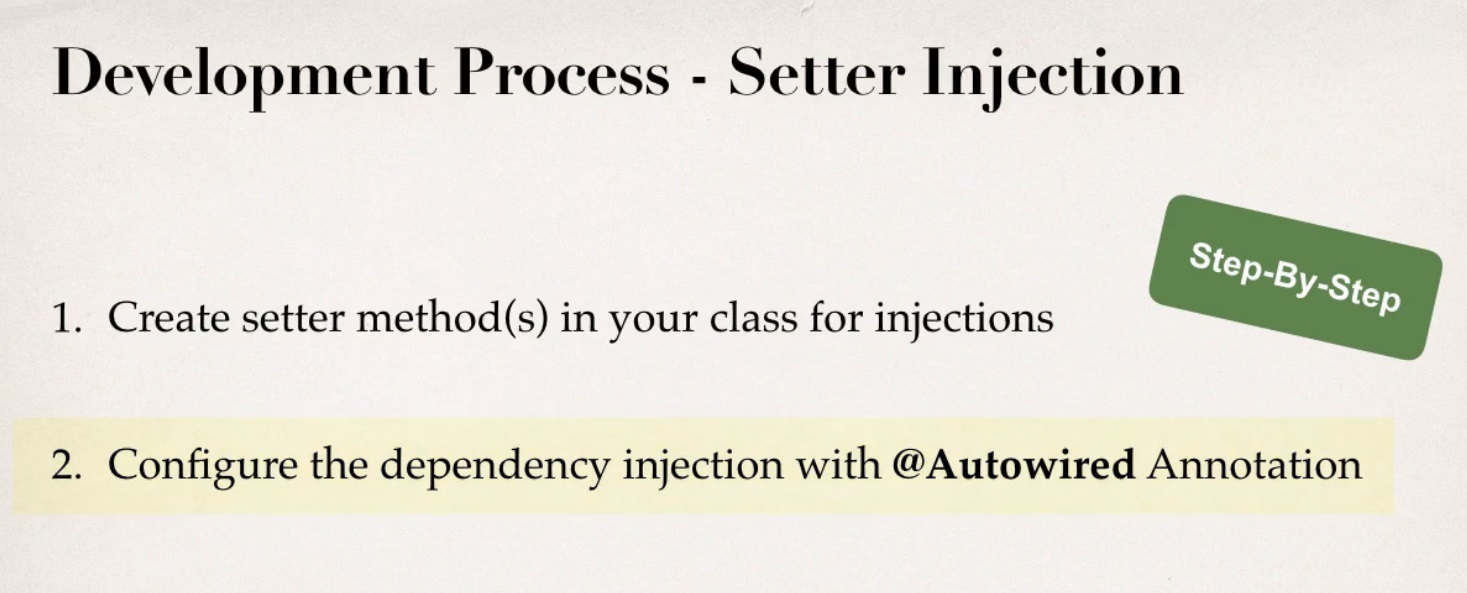 Development Process - Setter Injection
Step-By-Step
1. Create setter method(s) in your class for injections
2. Configure the dependency injection with @Autowired Annotation